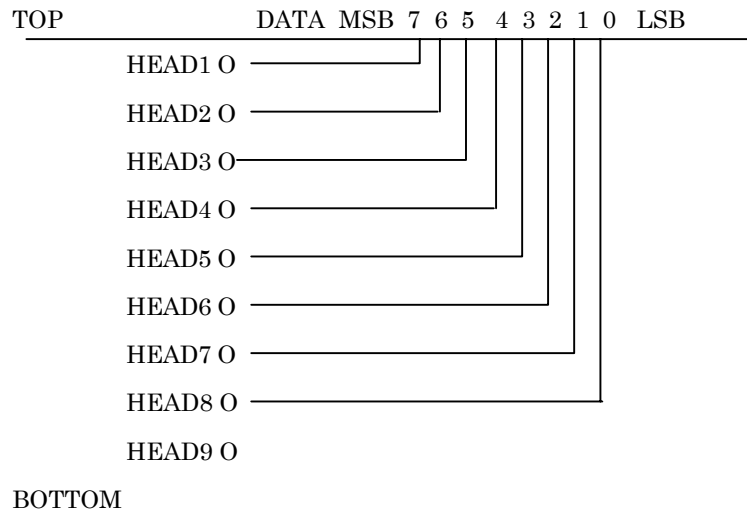 TOP DATA MSB 7 6 5 4 3 2 1 0 LSB
HEAD1 O
HEAD2 O
HEAD3 O
HEAD4 O
HEAD5 O
HEAD6 O
HEAD7 O
HEAD8 O
HEAD9 O
BOTTOM